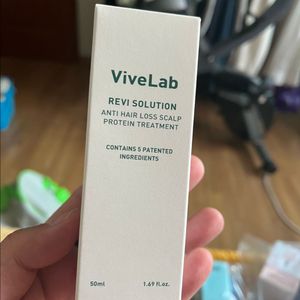 ViveLab
REVI SOLUTION
ANTI HAIR LOSS SCALP
PROTEIN TREATMENT
CONTAINS 5 PATENTED
INGREDIENTS
50ml 1.69 fl.oz.